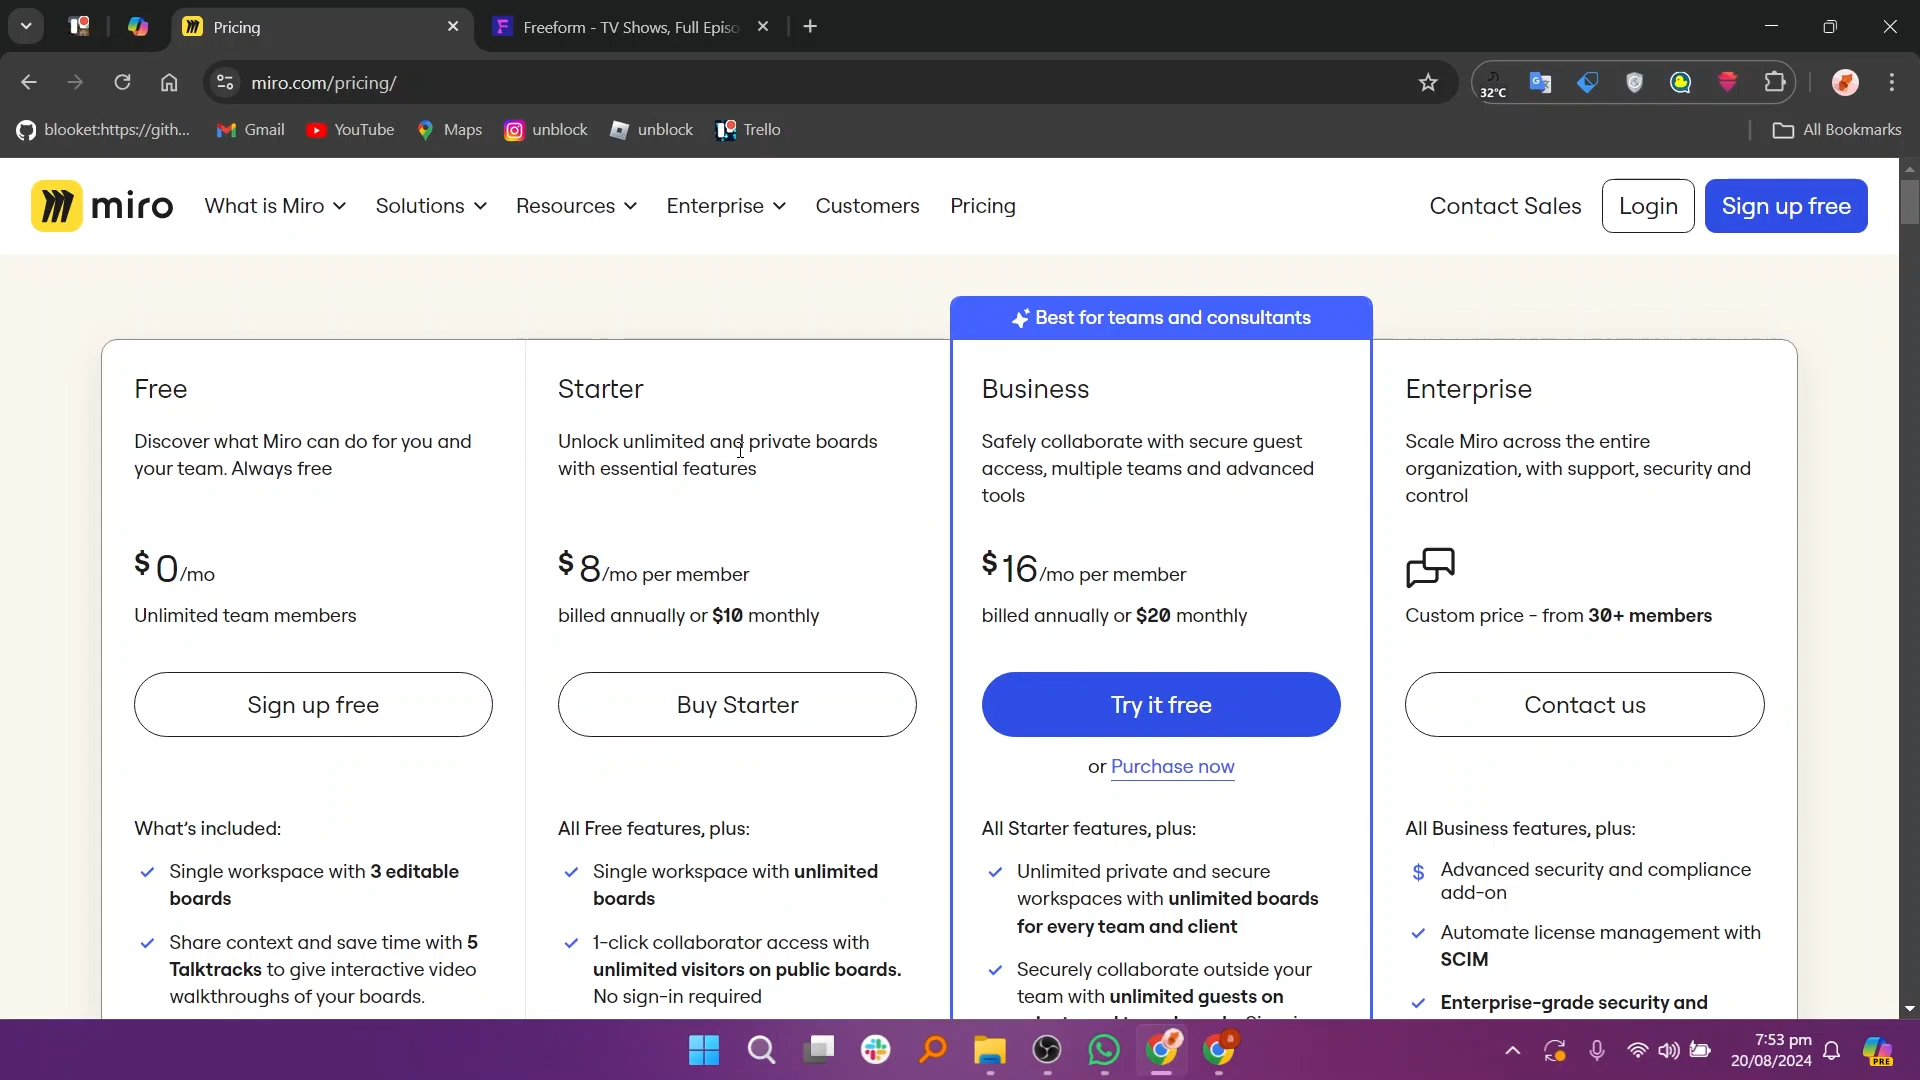 Pricing
Freeform - TV Shows, Full Episo
miro.com/pricing/
32°C
blooket:https://gith...
Gmail
YouTube
Maps
unblock
unblock
Trello
All Bookmarks
miro
What is Miro
Solutions
Resources
Enterprise
Customers
Pricing
Contact Sales
Login
Sign up free
Best for teams and consultants
Free
Discover what Miro can do for you and
your team. Always free
$0/mo
Unlimited team members
Sign up free
What's included:
Single workspace with 3 editable
boards
Share context and save time with 5
Talktracks to give interactive video
walkthroughs of your boards.
Starter
Unlock unlimited and private boards
with essential features
$8/mo per member
billed annually or $10 monthly
Buy Starter
All Free features, plus:
Single workspace with unlimited
boards
1-click collaborator access with
unlimited visitors on public boards.
No sign-in required
Business
Safely collaborate with secure guest
access, multiple teams and advanced
tools
$16/mo per member
billed annually or $20 monthly
Try it free
or Purchase now
All Starter features, plus:
Unlimited private and secure
workspaces with unlimited boards
for every team and client
Securely collaborate outside your
team with unlimited guests on
Enterprise
Scale Miro across the entire
organization, with support, security and
control
Custom price - from 30+ members
Contact us
All Business features, plus:
$ Advanced security and compliance
add-on
Automate license management with
SCIM
Enterprise-grade security and
7:53 pm
20/08/2024
PRE